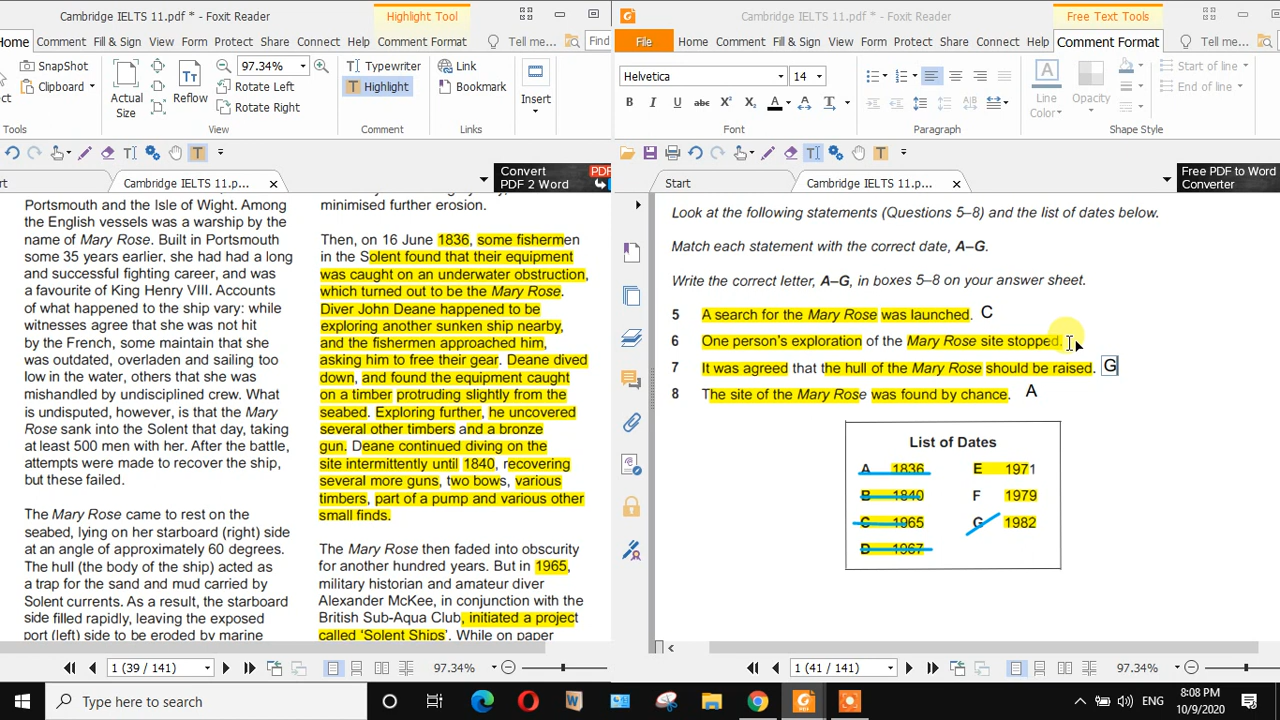 Cambridge IELTS 11.pdf * - Foxit Reader
Highlight Tool
Home Comment Fill & Sign View Form Protect Share Connect Help Comment Format Tell me... Find
SnapShot
Clipboard
Tools
Actual Size
Reflow
97.34%
Rotate Left
Rotate Right
View
Typewriter
Highlight
Comment
Link
Bookmark
Links
Insert
Cambridge IELTS 11.p...
Convert
PDF 2 Word
PDF
Portsmouth and the Isle of Wight. Among
the English vessels was a warship by the
name of Mary Rose. Built in Portsmouth
some 35 years earlier, she had had a long
and successful fighting career, and was
a favourite of King Henry VIII. Accounts
of what happened to the ship vary: while
witnesses agree that she was not hit
by the French, some maintain that she
was outdated, overladen and sailing too
low in the water, others that she was
mishandled by undisciplined crew. What
is undisputed, however, is that the Mary
Rose sank into the Solent that day, taking
at least 500 men with her. After the battle,
attempts were made to recover the ship,
but these failed.
The Mary Rose came to rest on the
seabed, lying on her starboard (right) side
at an angle of approximately 60 degrees.
The hull (the body of the ship) acted as
a trap for the sand and mud carried by
Solent currents. As a result, the starboard
side filled rapidly, leaving the exposed
port (left) side to be eroded by marine
minimised further erosion.
Then, on 16 June 1836, some fishermen
in the Solent found that their equipment
was caught on an underwater obstruction,
which turned out to be the Mary Rose.
Diver John Deane happened to be
exploring another sunken ship nearby,
and the fishermen approached him,
asking him to free their gear. Deane dived
down, and found the equipment caught
on a timber protruding slightly from the
seabed. Exploring further, he uncovered
several other timbers and a bronze
gun. Deane continued diving on the
site intermittently until 1840, recovering
several more guns, two bows, various
timbers, part of a pump and various other
small finds.
The Mary Rose then faded into obscurity
for another hundred years. But in 1965,
military historian and amateur diver
Alexander McKee, in conjunction with the
British Sub-Aqua Club, initiated a project
called ‘Solent Ships’. While on paper
1 (39 / 141)
97.34%
Cambridge IELTS 11.pdf * - Foxit Reader
Free Text Tools
File Home Comment Fill & Sign View Form Protect Share Connect Help Comment Format Tell me...
Helvetica
14
Font
Paragraph
Line Color
Opacity
Start of line
End of line
Shape Style
Start
Cambridge IELTS 11.p...
Free PDF to Word
Converter
Look at the following statements (Questions 5–8) and the list of dates below.
Match each statement with the correct date, A–G.
Write the correct letter, A–G, in boxes 5–8 on your answer sheet.
5 A search for the Mary Rose was launched. C
6 One person's exploration of the Mary Rose site stopped.
7 It was agreed that the hull of the Mary Rose should be raised. G
8 The site of the Mary Rose was found by chance. A
List of Dates
A 1836
B 1840
C 1965
D 1967
E 1971
F 1979
G 1982
1 (41 / 141)
97.34%
Type here to search
ENG
8:08 PM
10/9/2020